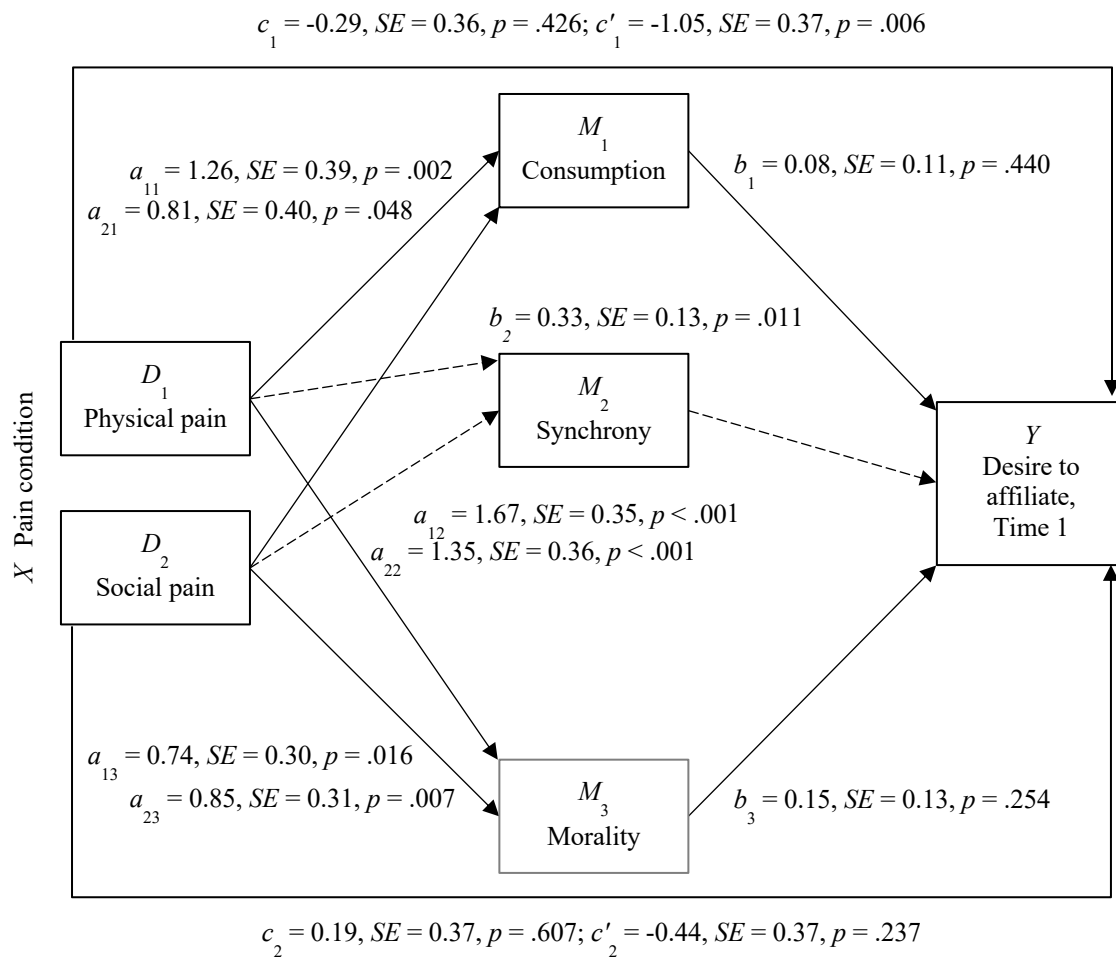 c₁ = -0.29, SE = 0.36, p = .426; c′₁ = -1.05, SE = 0.37, p = .006
M₁
Consumption
a₁₁ = 1.26, SE = 0.39, p = .002
a₂₁ = 0.81, SE = 0.40, p = .048
b₁ = 0.08, SE = 0.11, p = .440
b₂ = 0.33, SE = 0.13, p = .011
X Pain condition
D₁
Physical pain
M₂
Synchrony
Y
Desire to
affiliate,
Time 1
D₂
Social pain
a₁₂ = 1.67, SE = 0.35, p < .001
a₂₂ = 1.35, SE = 0.36, p < .001
a₁₃ = 0.74, SE = 0.30, p = .016
a₂₃ = 0.85, SE = 0.31, p = .007
M₃
Morality
b₃ = 0.15, SE = 0.13, p = .254
c₂ = 0.19, SE = 0.37, p = .607; c′₂ = -0.44, SE = 0.37, p = .237